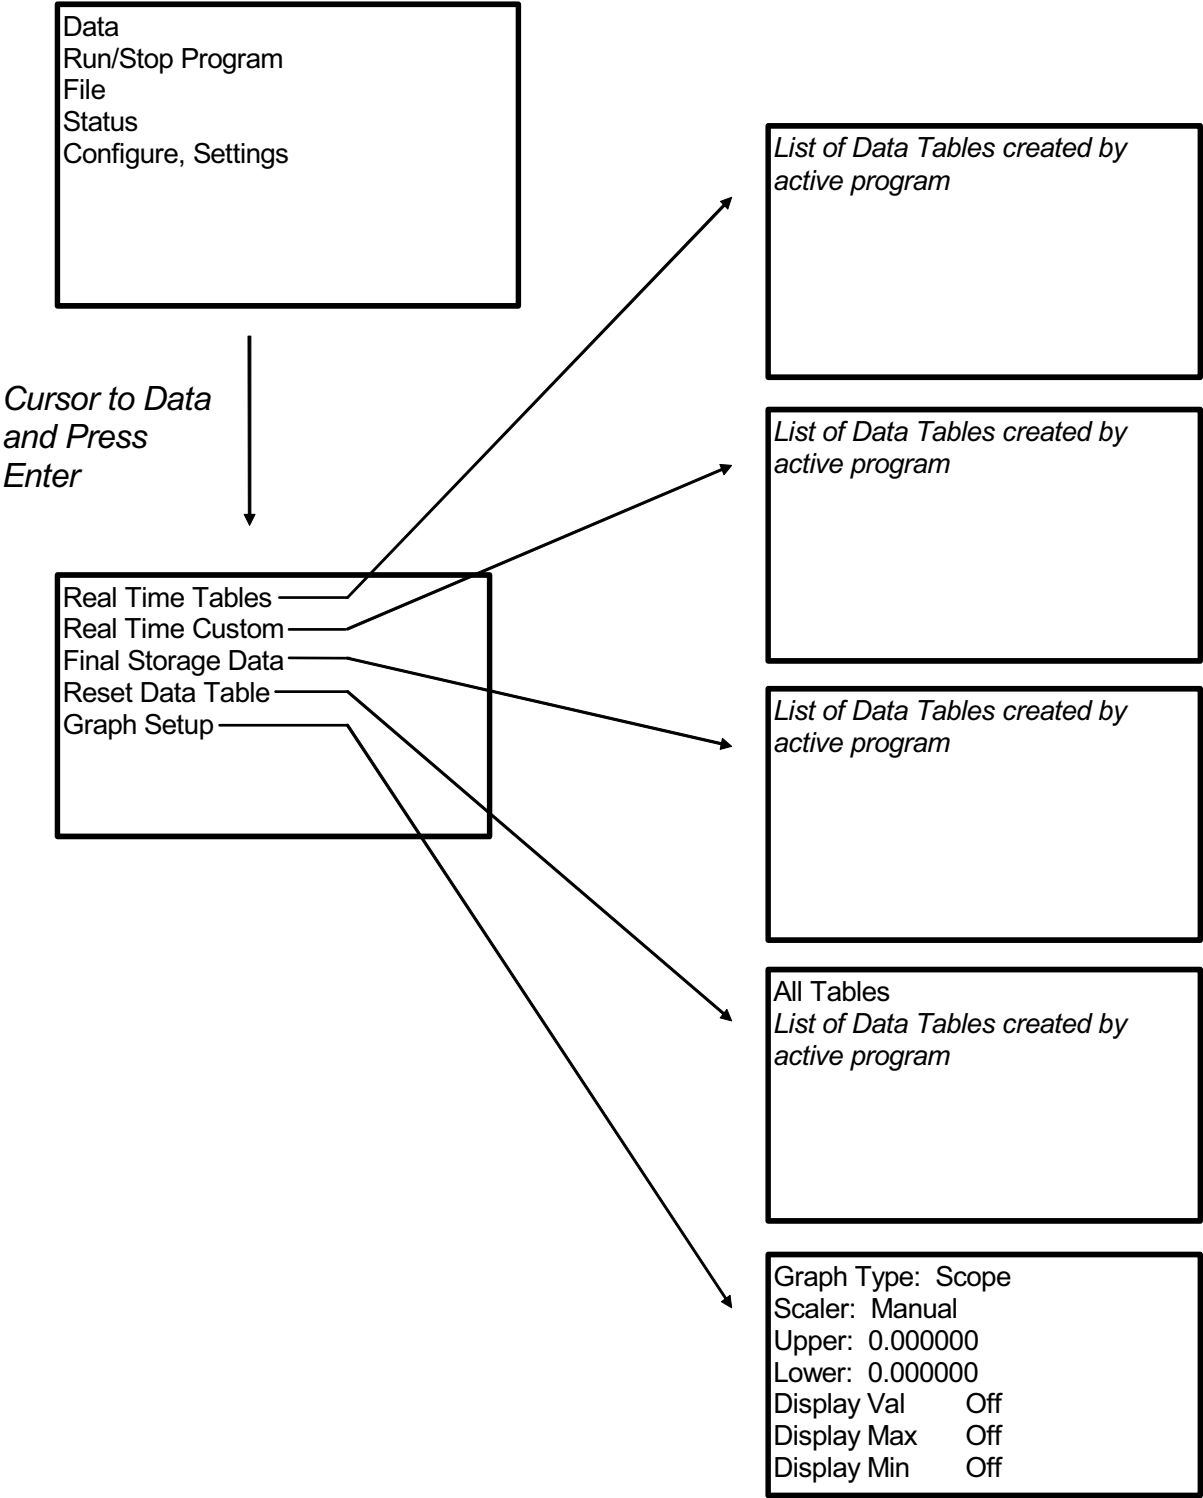 Data
Run/Stop Program
File
Status
Configure, Settings
Cursor to Data
and Press
Enter
Real Time Tables
Real Time Custom
Final Storage Data
Reset Data Table
Graph Setup
List of Data Tables created by
active program
List of Data Tables created by
active program
List of Data Tables created by
active program
All Tables
List of Data Tables created by
active program
Graph Type: Scope
Scaler: Manual
Upper: 0.000000
Lower: 0.000000
Display Val Off
Display Max Off
Display Min Off